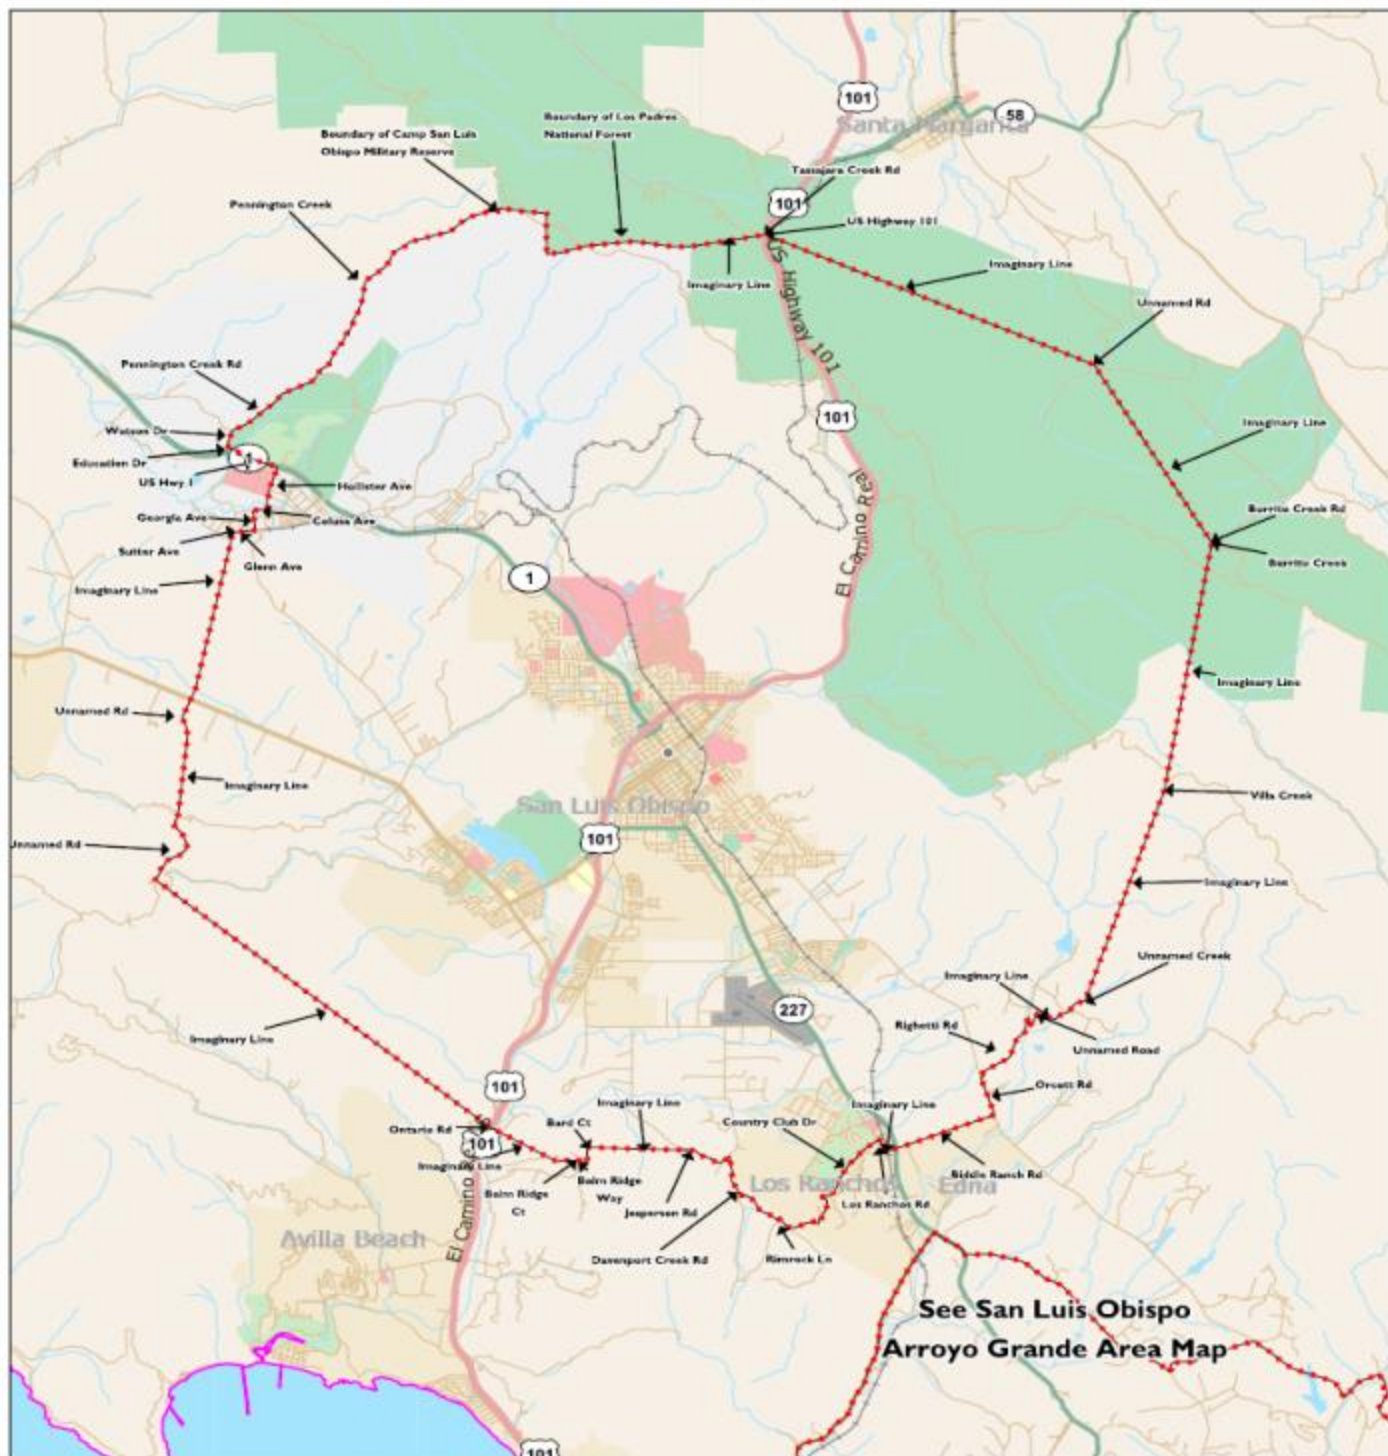 101
58
Santa Margarita
Boundary of Los Padres
National Forest
Boundary of Camp San Luis
Obispo Military Reserve
Tassajara Creek Rd
Pennington Creek
101
US Highway 101
Imaginary Line
Imaginary Line
US Highway 101
Unnamed Rd
Pennington Creek Rd
101
Imaginary Line
Watson Dr
Education Dr
1
US Hwy 1
Hollister Ave
El Camino Real
Georgia Ave
Colusa Ave
Burrito Creek Rd
Sutter Ave
Glenn Ave
Burrito Creek
Imaginary Line
1
Imaginary Line
Unnamed Rd
Imaginary Line
Villa Creek
San Luis Obispo
101
Unnamed Rd
Imaginary Line
Unnamed Creek
Imaginary Line
227
Righetti Rd
Imaginary Line
Unnamed Road
101
Orcutt Rd
Imaginary Line
Imaginary Line
Ontario Rd
Bard Ct
Country Club Dr
101
Imaginary Line
Balm Ridge
Way
Biddle Ranch Rd
Balm Ridge
Ct
Los Ranchos
Edna
Jesperson Rd
Los Ranchos Rd
El Camino Re
Avilla Beach
Davenport Creek Rd
Rimrock Ln
See San Luis Obispo
Arroyo Grande Area Map
101